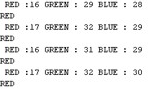 RED :16 GREEN : 29 BLUE : 28
RED
RED :17 GREEN : 32 BLUE : 29
RED
RED :16 GREEN : 31 BLUE : 29
RED
RED :17 GREEN : 32 BLUE : 30
RED